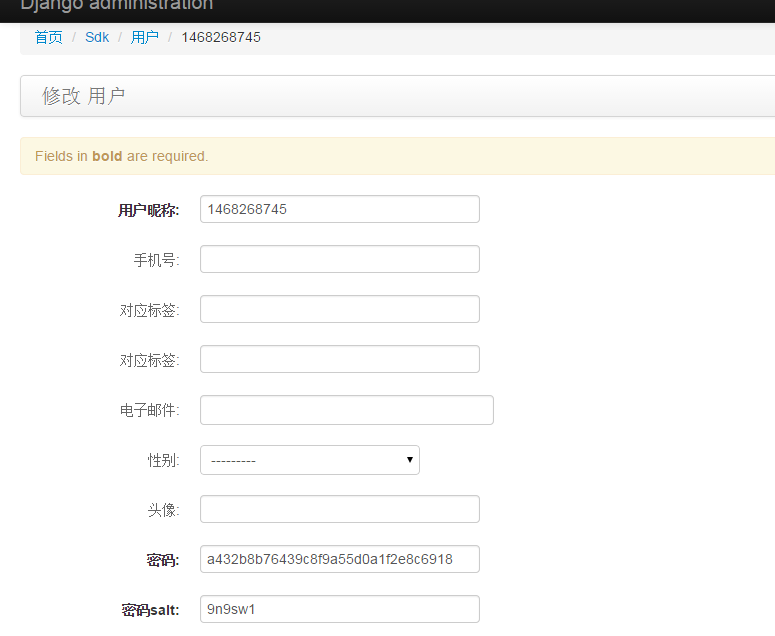 Django administration
首页 / Sdk / 用户 / 1468268745
修改 用户
Fields in bold are required.
用户昵称: 1468268745
手机号:
对应标签:
对应标签:
电子邮件:
性别: ---------
头像:
密码: a432b8b76439c8f9a55d0a1f2e8c6918
密码salt: 9n9sw1